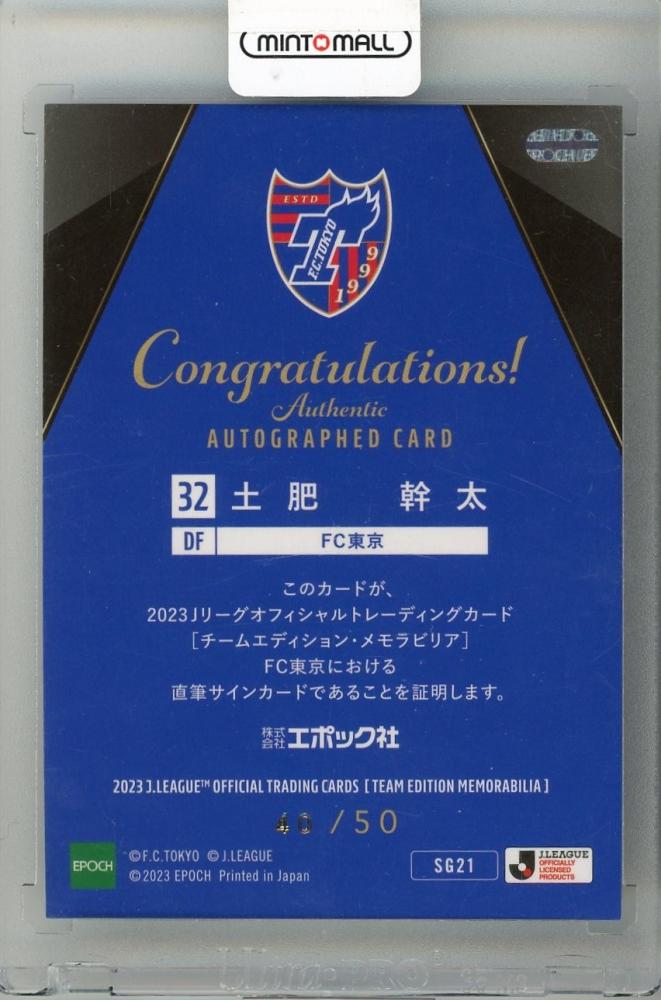 MINTOMALL
ESTD
F.C.TOKYO
1999
Congratulations!
Authentic
AUTOGRAPHED CARD
32 土肥 幹太
DF FC東京
このカードが、
2023Jリーグオフィシャルトレーディングカード
[チームエディション・メモラビリア]
FC東京における
直筆サインカードであることを証明します。
株式会社エポック社
2023 J.LEAGUE™ OFFICIAL TRADING CARDS [ TEAM EDITION MEMORABILIA ]
40 /50
EPOCH
©F.C.TOKYO ©J.LEAGUE
©2023 EPOCH Printed in Japan
SG21
J.LEAGUE
OFFICIALLY
LICENSED
PRODUCTS